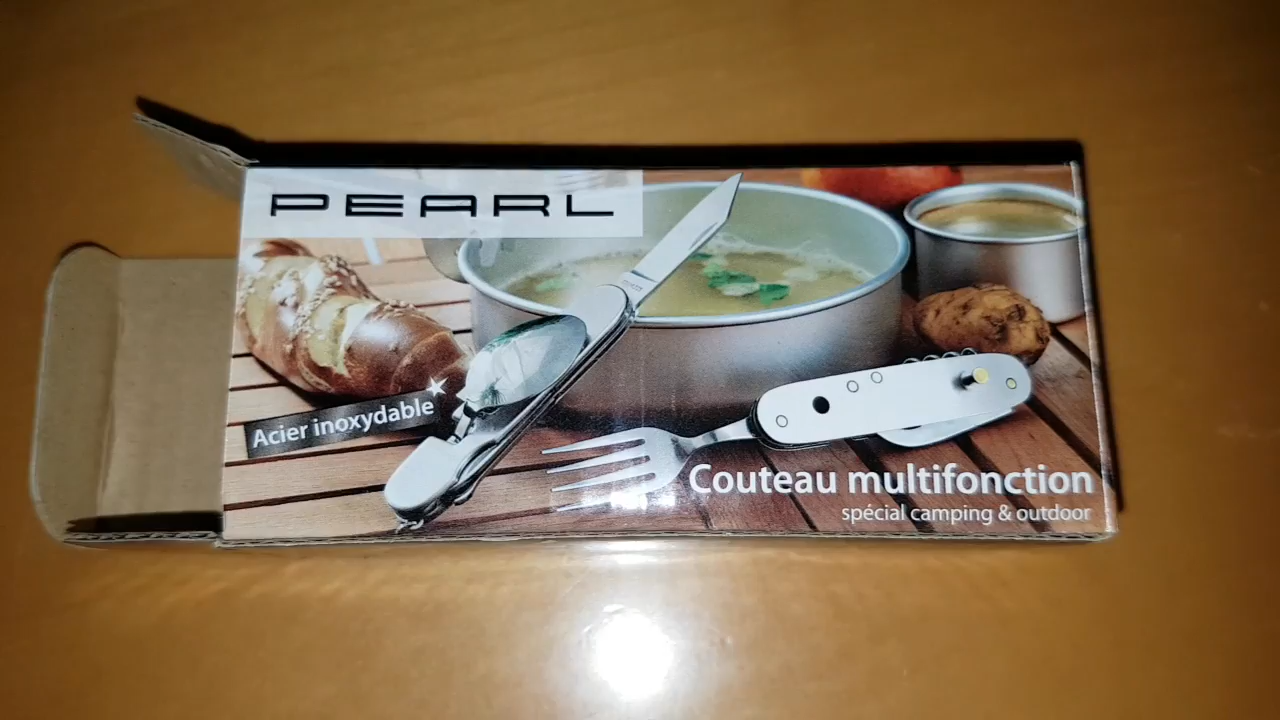 PEARL
Acier inoxydable
Couteau multifonction
spécial camping & outdoor